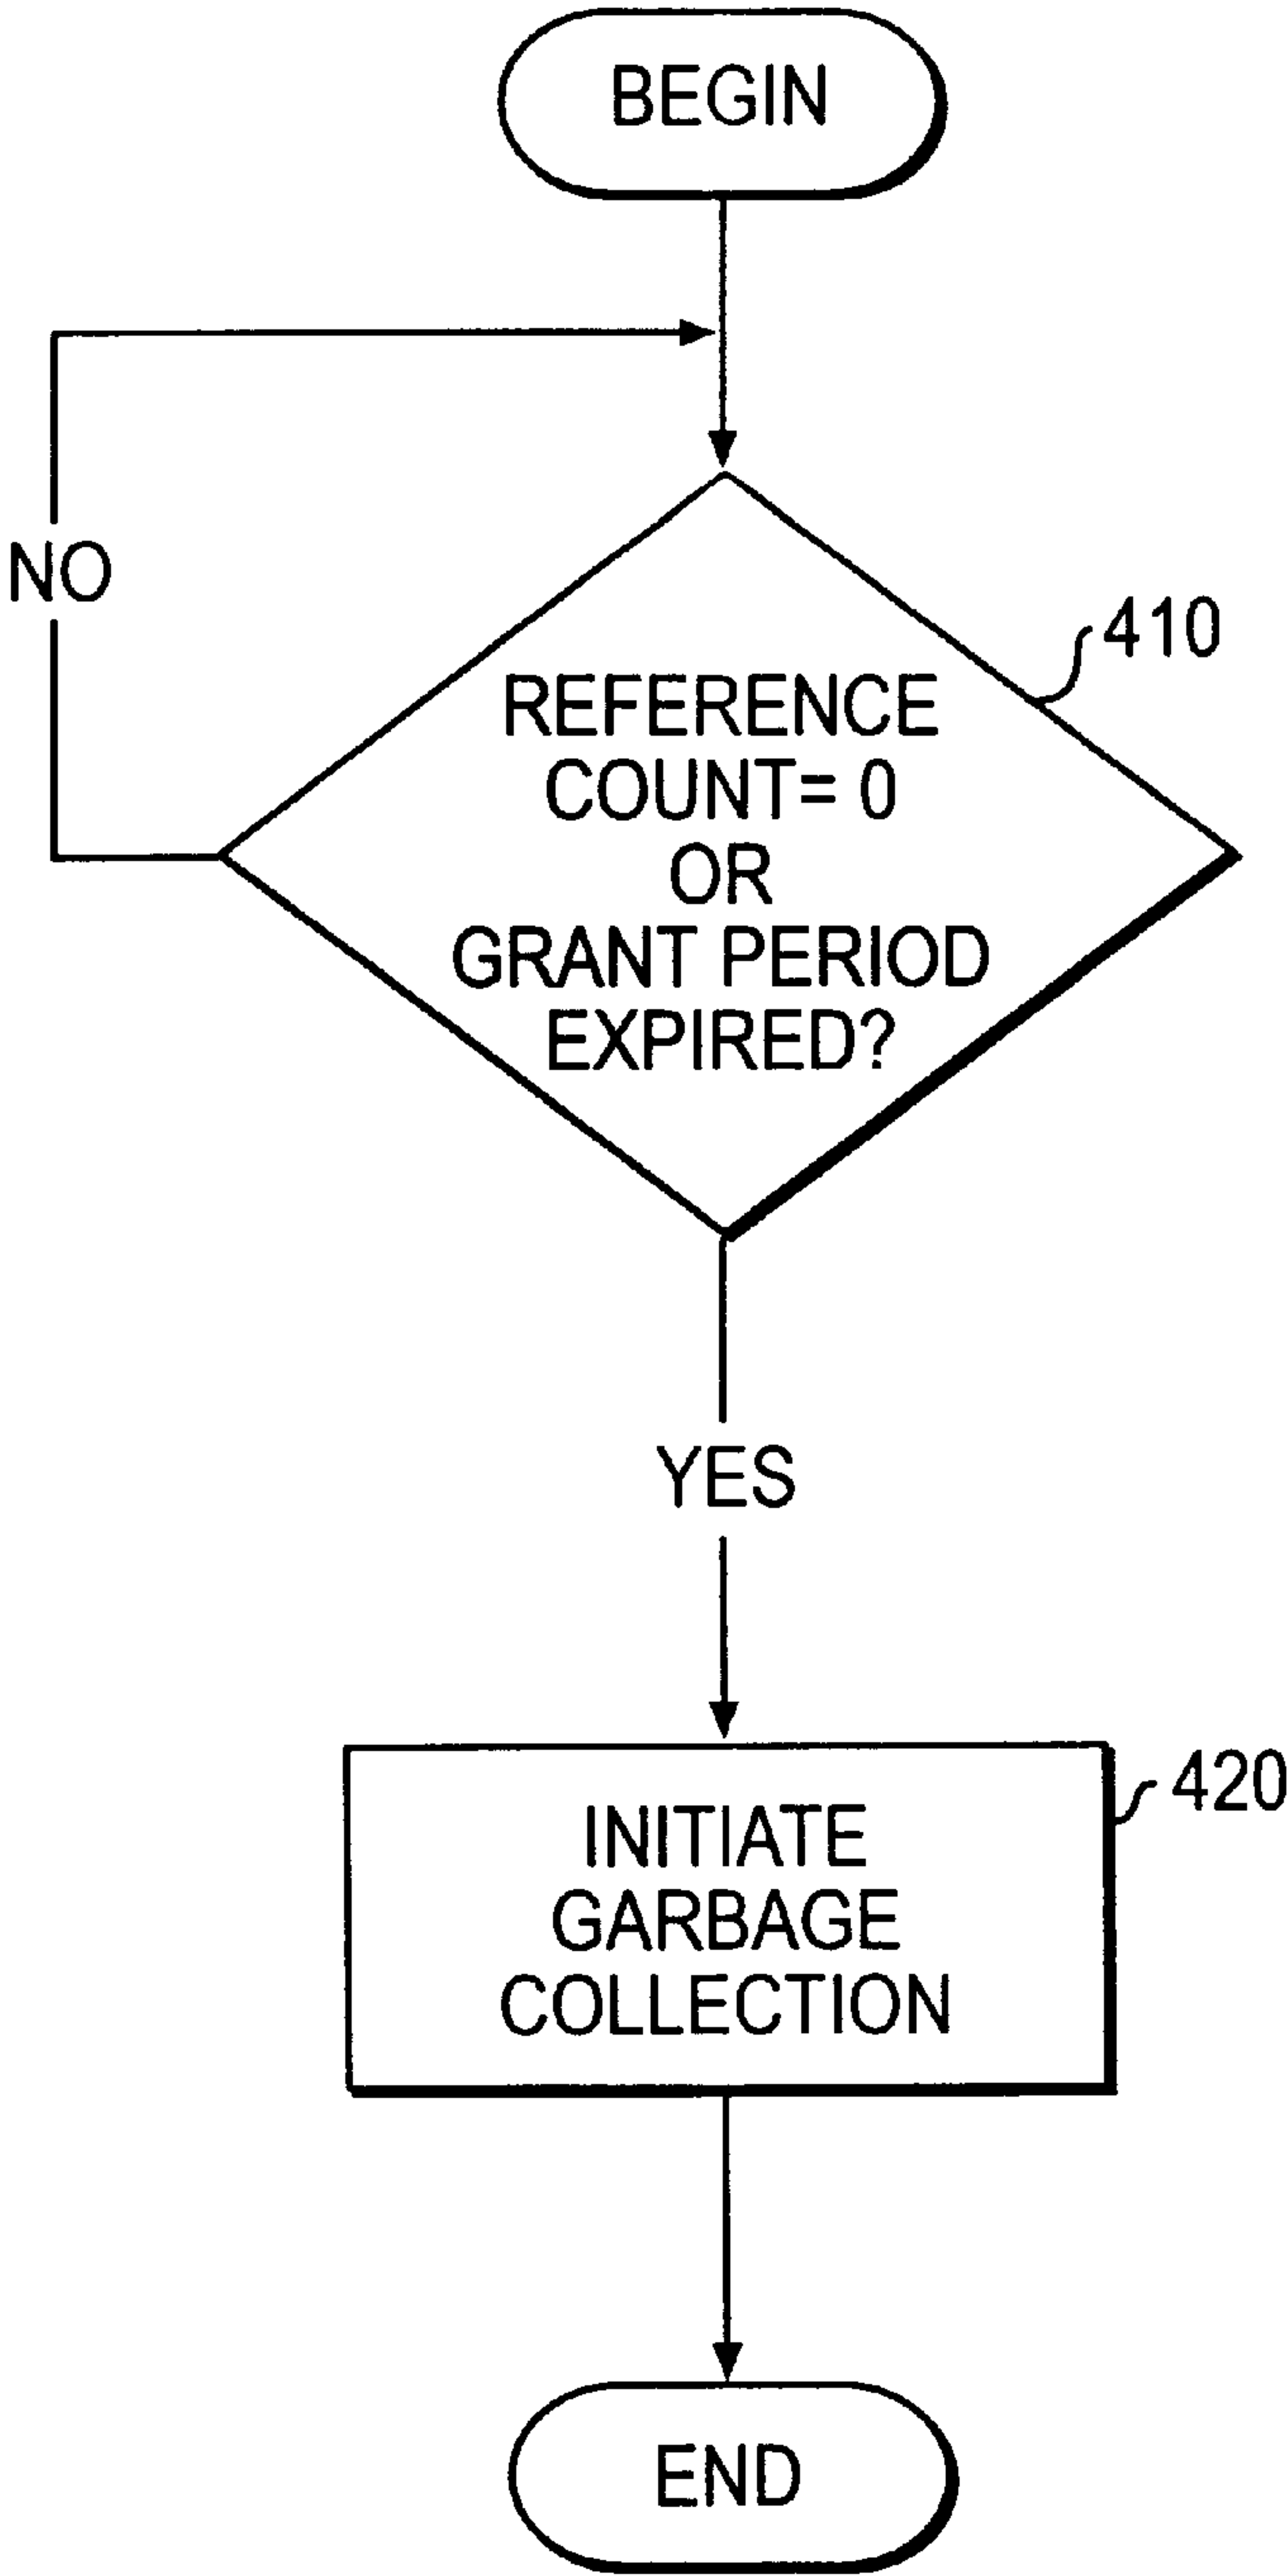 BEGIN
NO
410
REFERENCE
COUNT= 0
OR
GRANT PERIOD
EXPIRED?
YES
420
INITIATE
GARBAGE
COLLECTION
END